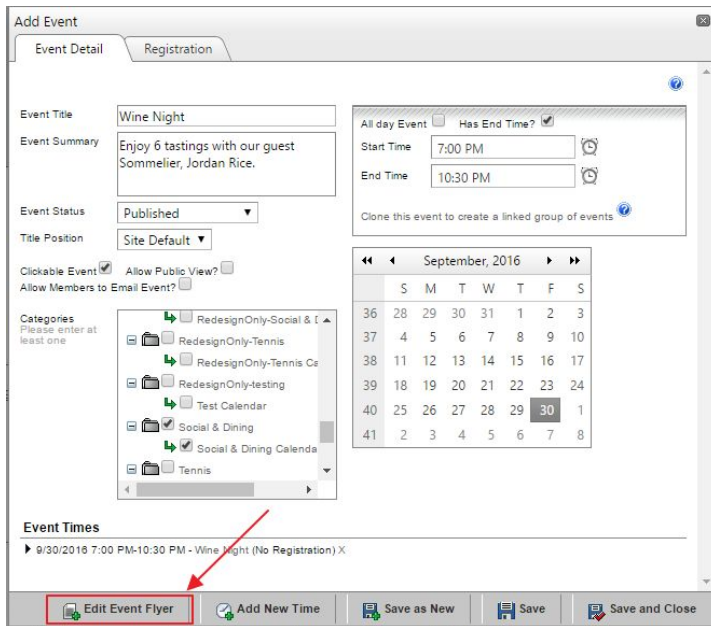 Add Event
Event Detail
Registration
Event Title
Wine Night
Event Summary
Enjoy 6 tastings with our guest
Sommelier, Jordan Rice.
Event Status
Published
Title Position
Site Default
Clickable Event
Allow Public View?
Allow Members to Email Event?
Categories
Please enter at
least one
RedesignOnly-Social & D
RedesignOnly-Tennis
RedesignOnly-Tennis Ca
RedesignOnly-testing
Test Calendar
Social & Dining
Social & Dining Calenda
Tennis
All day Event
Has End Time?
Start Time
7:00 PM
End Time
10:30 PM
Clone this event to create a linked group of events
September, 2016
S M T W T F S
36 28 29 30 31 1 2 3
37 4 5 6 7 8 9 10
38 11 12 13 14 15 16 17
39 18 19 20 21 22 23 24
40 25 26 27 28 29 30 1
41 2 3 4 5 6 7 8
Event Times
9/30/2016 7:00 PM-10:30 PM - Wine Night (No Registration) X
Edit Event Flyer
Add New Time
Save as New
Save
Save and Close